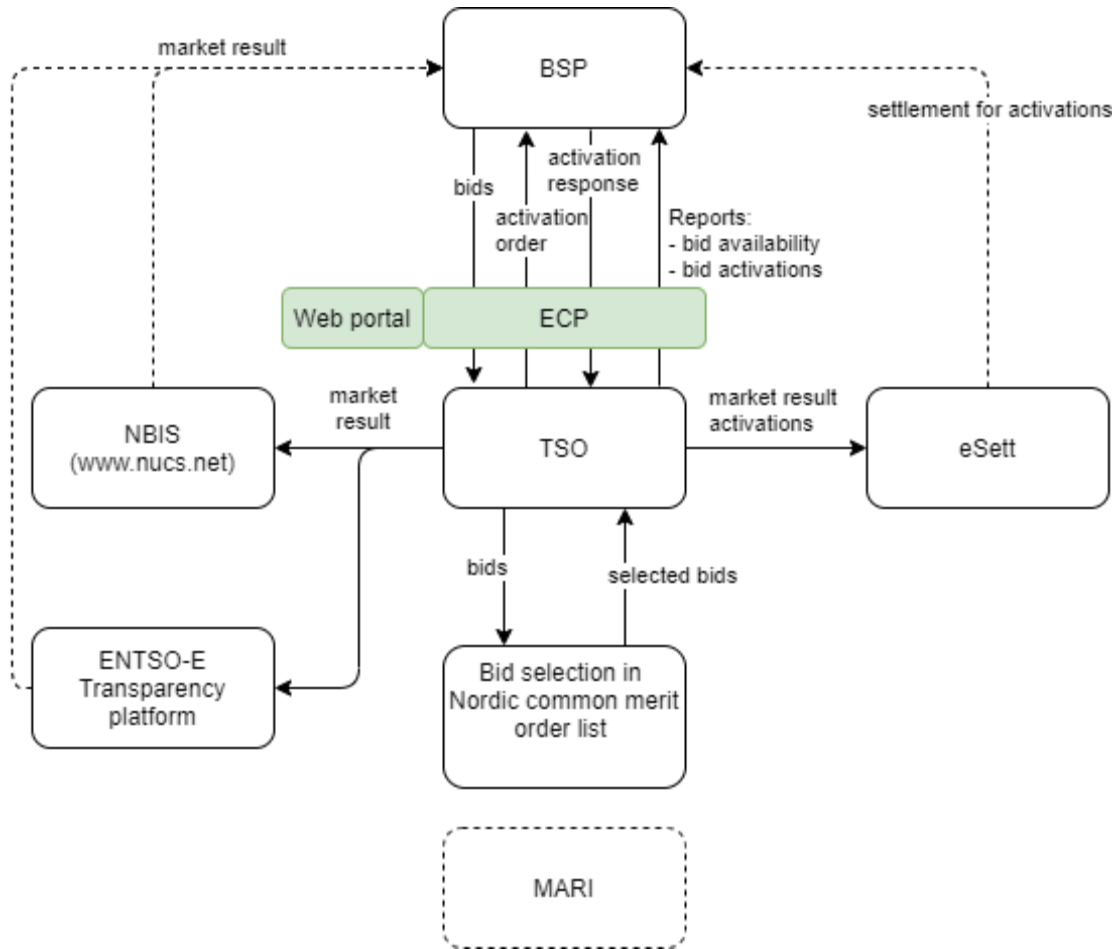 market result
BSP
settlement for activations
bids
activation
response
activation
order
Reports:
- bid availability
- bid activations
Web portal
ECP
market
result
market result
activations
NBIS
(www.nucs.net)
TSO
eSett
bids
selected bids
ENTSO-E
Transparency
platform
Bid selection in
Nordic common merit
order list
MARI